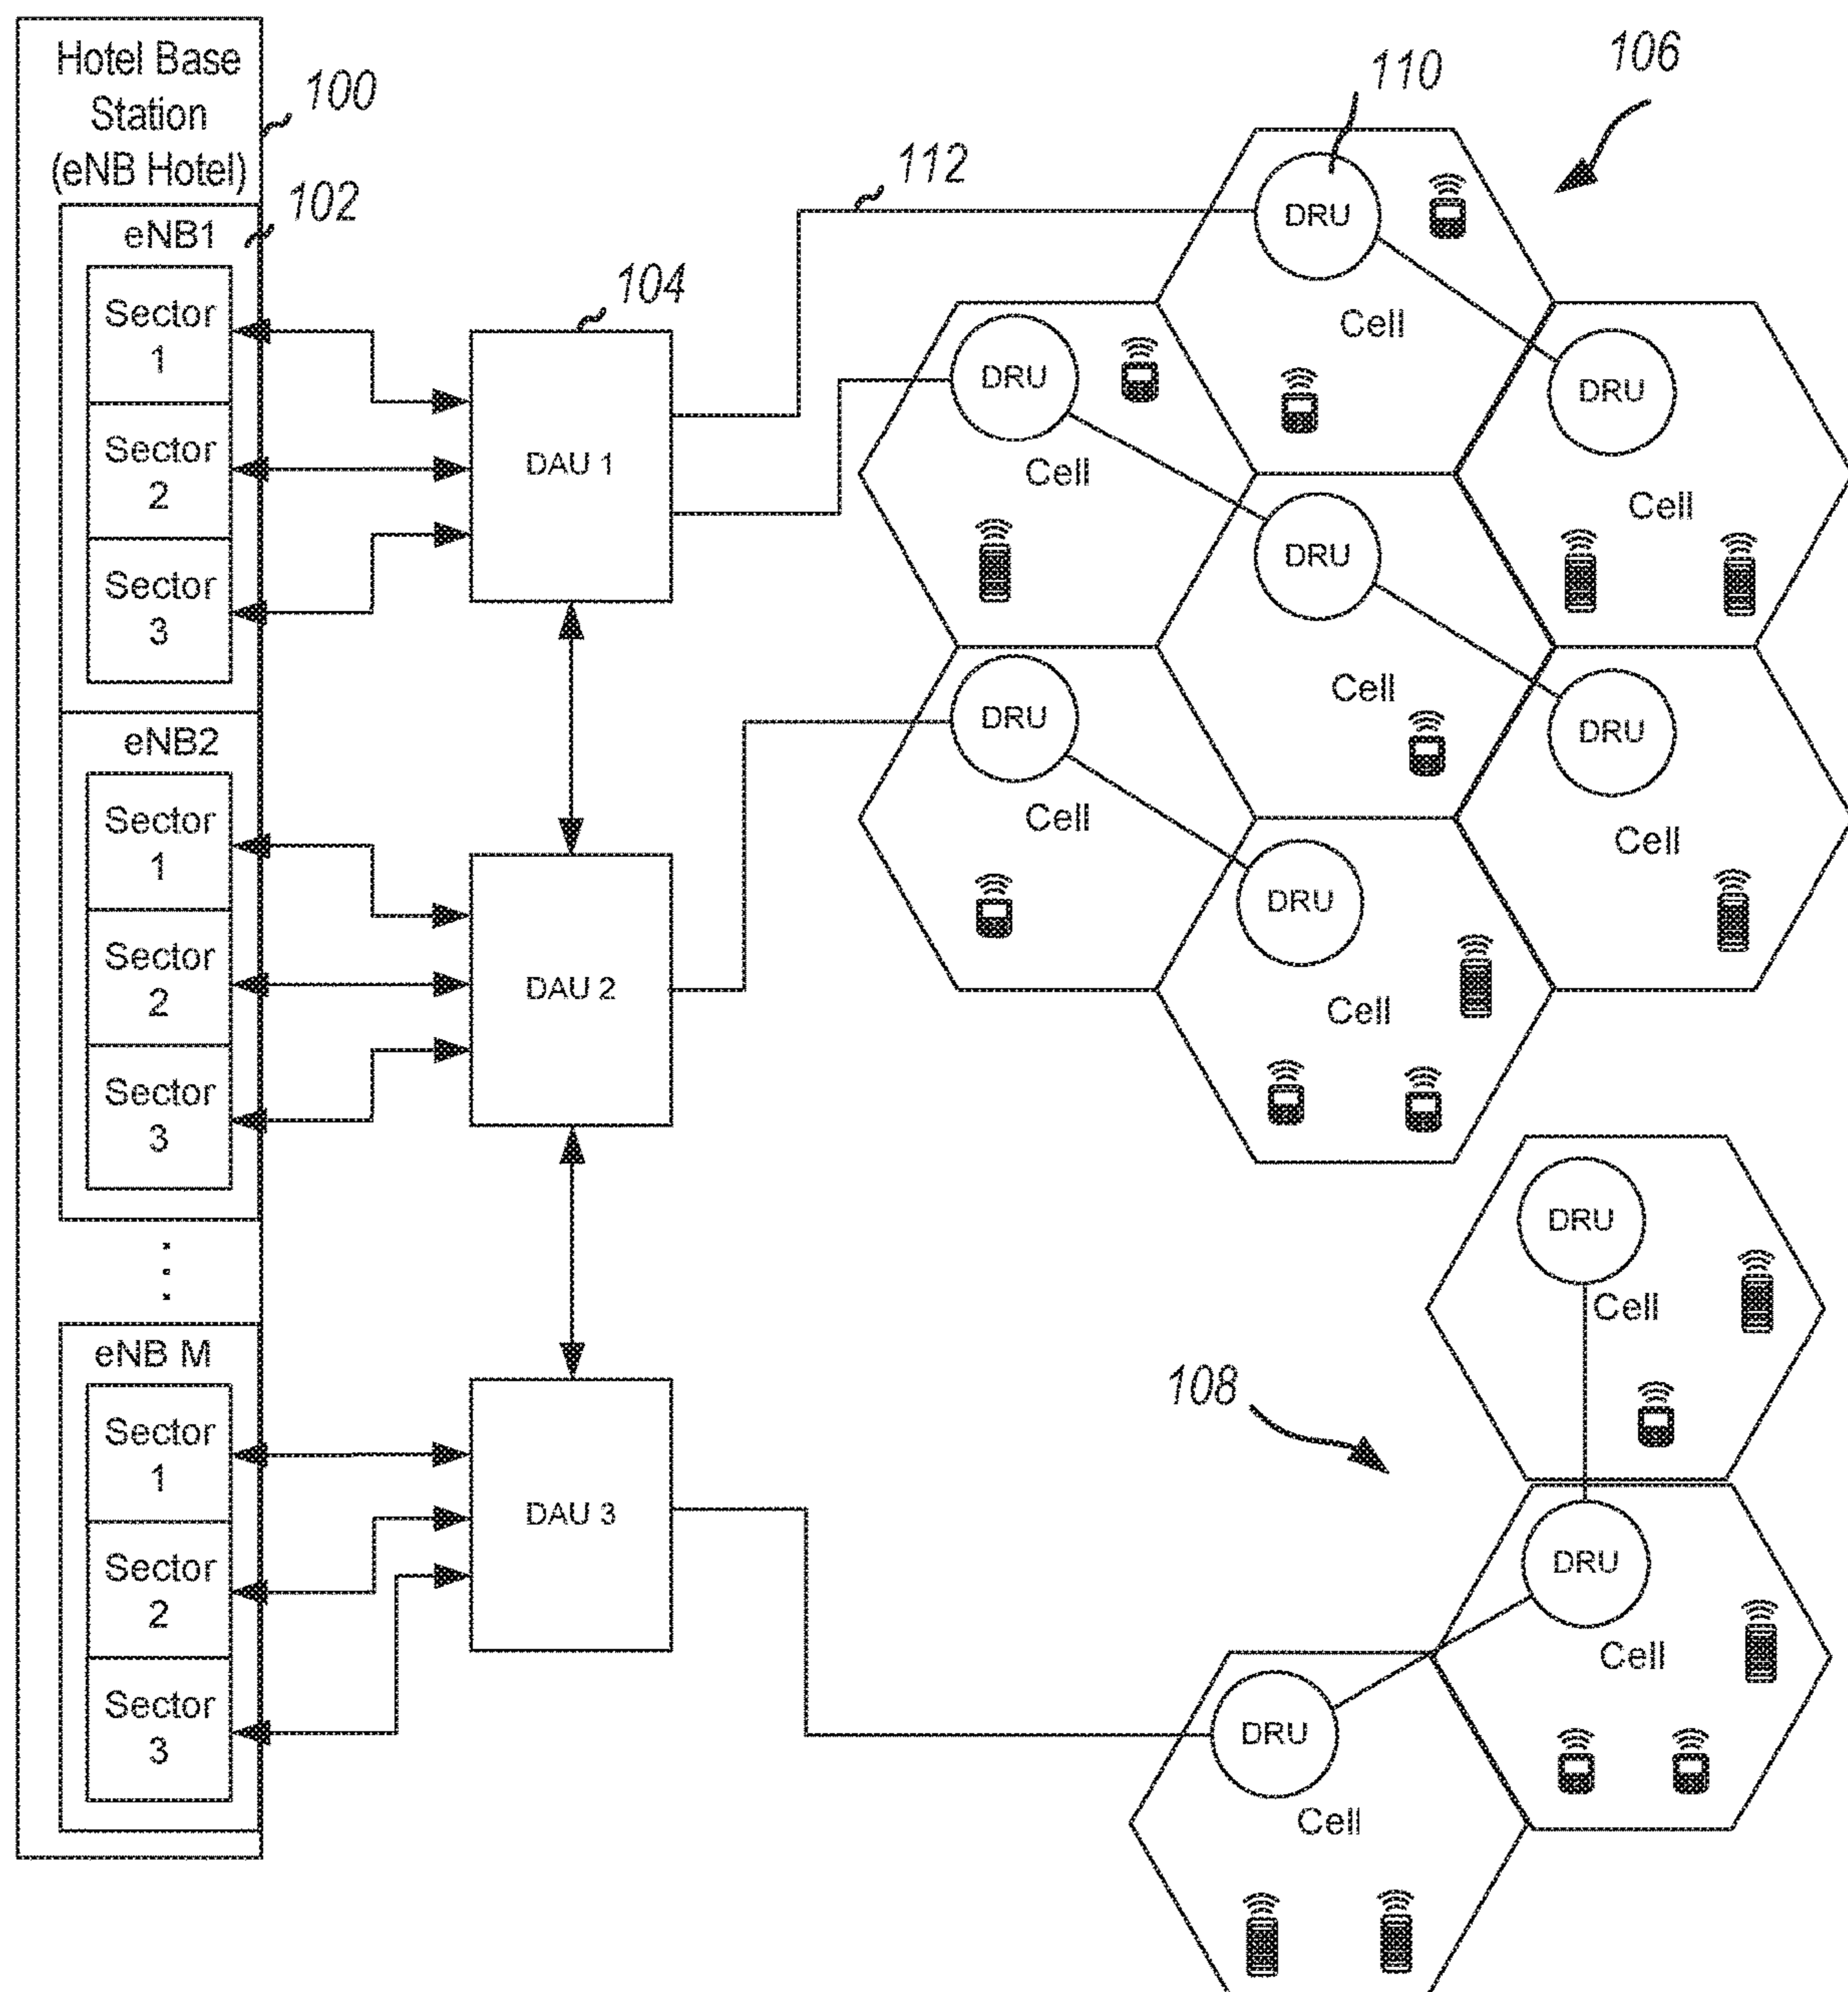 Hotel Base
Station
(eNB Hotel)
100
102
eNB1
Sector
1
Sector
2
Sector
3
eNB2
Sector
1
Sector
2
Sector
3
eNB M
Sector
1
Sector
2
Sector
3
104
DAU 1
DAU 2
DAU 3
112
110
106
DRU
Cell
DRU
Cell
DRU
Cell
DRU
Cell
DRU
Cell
DRU
Cell
DRU
Cell
108
DRU
Cell
DRU
Cell
DRU
Cell